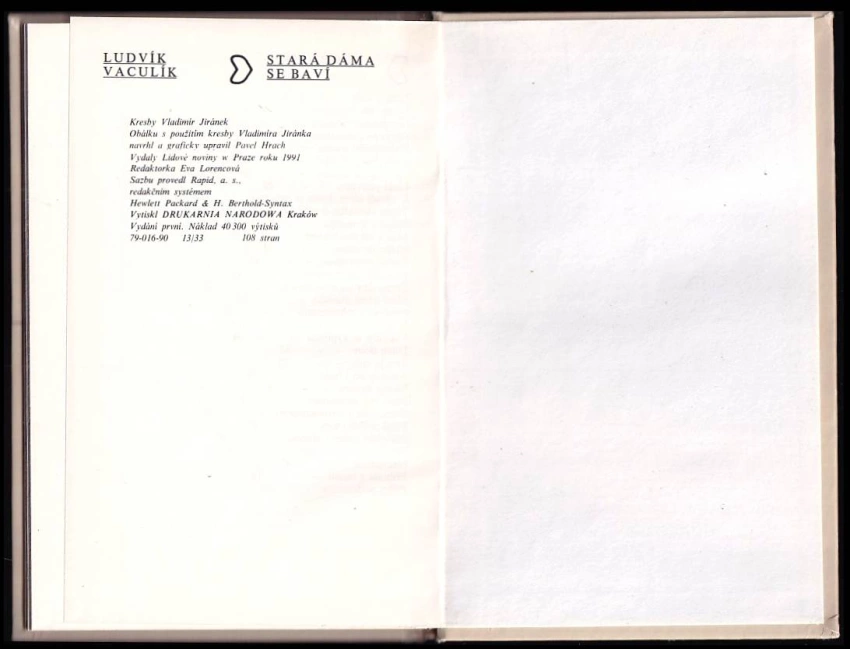 LUDVÍK
VACULÍK
STARÁ DÁMA
SE BAVÍ
Kresby Vladimír Jiránek
Obálku s použitím kresby Vladimíra Jiránka
navrhl a graficky upravil Pavel Hrach
Vydaly Lidové noviny w Praze roku 1991
Redaktorka Eva Lorencová
Sazbu provedl Rapid, a. s.,
redakčním systémem
Hewlett Packard & H. Berthold-Syntax
Vytiskl DRUKARNIA NARODOWA Kraków
Vydání první. Náklad 40 300 výtisků
79-016-90 13/33 108 stran